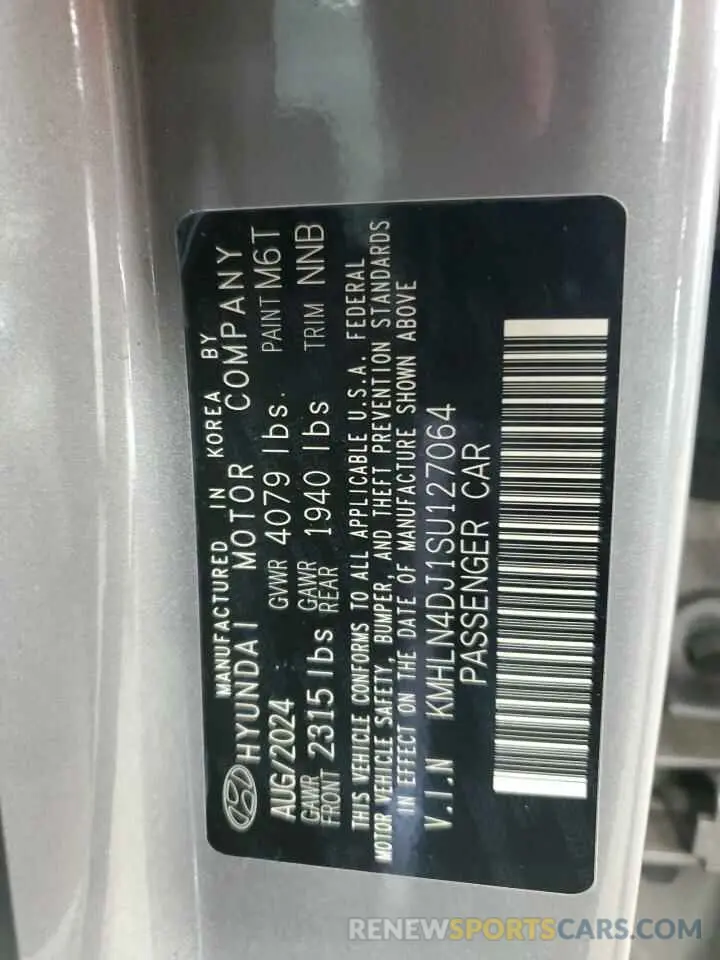 MANUFACTURED IN KOREA BY
HYUNDAI MOTOR COMPANY
AUG/2024 GVWR 4079 lbs. PAINT M6T
GAWR FRONT 2315 lbs GAWR REAR 1940 lbs TRIM NNB
THIS VEHICLE CONFORMS TO ALL APPLICABLE U.S.A. FEDERAL
MOTOR VEHICLE SAFETY, BUMPER, AND THEFT PREVENTION STANDARDS
IN EFFECT ON THE DATE OF MANUFACTURE SHOWN ABOVE
V.I.N KMHLN4DJ1SU127064
PASSENGER CAR
RENEWSPORTSCARS.COM